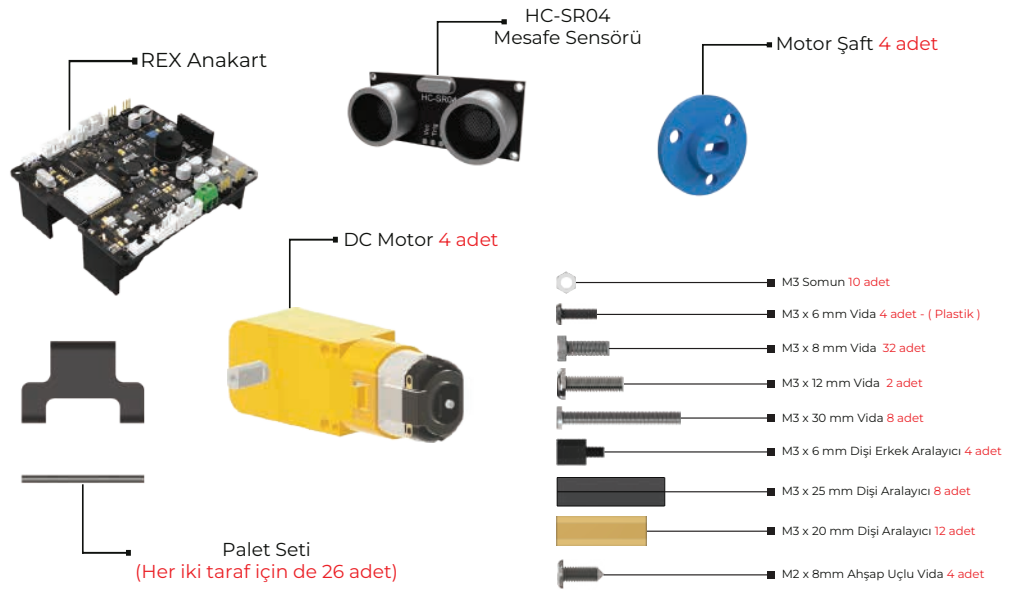 HC-SR04
Mesafe Sensörü
REX Anakart
Motor Şaft 4 adet
HC-SR04
Vcc
Trig
DC Motor 4 adet
M3 Somun 10 adet
M3 x 6 mm Vida 4 adet - ( Plastik )
M3 x 8 mm Vida 32 adet
M3 x 12 mm Vida 2 adet
M3 x 30 mm Vida 8 adet
M3 x 6 mm Dişi Erkek Aralayıcı 4 adet
M3 x 25 mm Dişi Aralayıcı 8 adet
M3 x 20 mm Dişi Aralayıcı 12 adet
M2 x 8mm Ahşap Uçlu Vida 4 adet
Palet Seti
(Her iki taraf için de 26 adet)